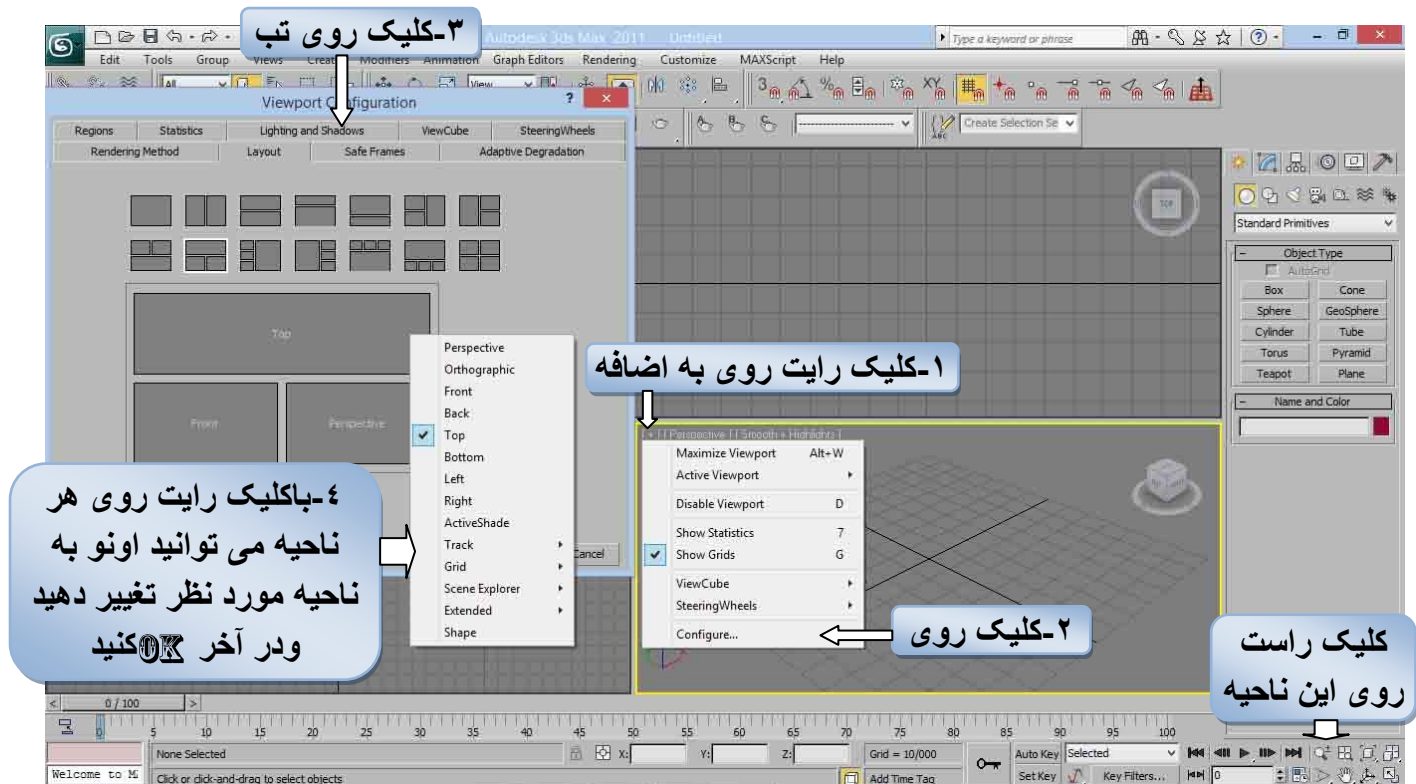 ۳-کلیک روی تب
Autodesk 3ds Max 2011 Untitled
Type a keyword or phrase
Edit Tools Group Views Create Modifiers Animation Graph Editors Rendering Customize MAXScript Help
All View
Create Selection Se
Viewport Configuration
Regions Statistics Lighting and Shadows ViewCube SteeringWheels
Rendering Method Layout Safe Frames Adaptive Degradation
Top
Front Perspective
Perspective
Orthographic
Front
Back
Top
Bottom
Left
Right
ActiveShade
Track
Grid
Scene Explorer
Extended
Shape
Cancel
۱-کلیک رایت روی به اضافه
[ + ] [ Perspective ] [ Smooth + Highlights ]
Maximize Viewport Alt+W
Active Viewport
Disable Viewport D
Show Statistics 7
Show Grids G
ViewCube
SteeringWheels
Configure...
۲-کلیک روی
٤-باکلیک رایت روی هر
ناحیه می توانید اونو به
ناحیه مورد نظر تغییر دهید
ودر آخر OK کنید
کلیک راست
روی این ناحیه
TOP
Standard Primitives
Object Type
AutoGrid
Box Cone
Sphere GeoSphere
Cylinder Tube
Torus Pyramid
Teapot Plane
Name and Color
0 / 100
0 5 10 15 20 25 30 35 40 45 50 55 60 65 70 75 80 85 90 95 100
None Selected X: Y: Z: Grid = 10/000 Auto Key Selected
Welcome to M Click or click-and-drag to select objects Add Time Tag Set Key Key Filters... 0